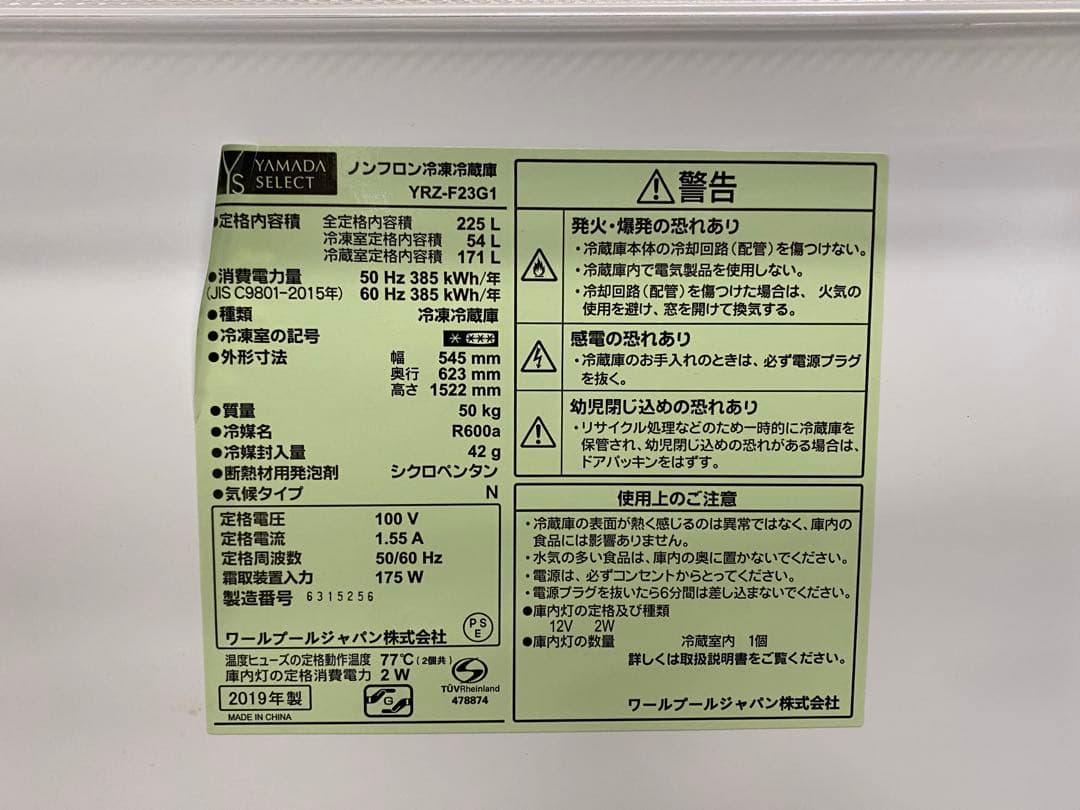 YS YAMADA SELECT
ノンフロン冷凍冷蔵庫
YRZ-F23G1
●定格内容積 全定格内容積 225 L
冷凍室定格内容積 54 L
冷蔵室定格内容積 171 L
●消費電力量 50 Hz 385 kWh/年
(JIS C9801-2015年) 60 Hz 385 kWh/年
●種類 冷凍冷蔵庫
●冷凍室の記号
●外形寸法 幅 545 mm
奥行 623 mm
高さ 1522 mm
●質量 50 kg
●冷媒名 R600a
●冷媒封入量 42 g
●断熱材用発泡剤 シクロペンタン
●気候タイプ N
定格電圧 100 V
定格電流 1.55 A
定格周波数 50/60 Hz
霜取装置入力 175 W
製造番号 6315256
ワールプールジャパン株式会社
PSE
温度ヒューズの定格動作温度 77℃(2個共)
庫内灯の定格消費電力 2 W
2019年製
MADE IN CHINA
G
TÜVRheinland
478874
⚠警告
発火・爆発の恐れあり
・冷蔵庫本体の冷却回路(配管)を傷つけない。
・冷蔵庫内で電気製品を使用しない。
・冷却回路(配管)を傷つけた場合は、火気の
使用を避け、窓を開けて換気する。
感電の恐れあり
・冷蔵庫のお手入れのときは、必ず電源プラグ
を抜く。
幼児閉じ込めの恐れあり
・リサイクル処理などのため一時的に冷蔵庫を
保管され、幼児閉じ込めの恐れがある場合は、
ドアパッキンをはずす。
使用上のご注意
・冷蔵庫の表面が熱く感じるのは異常ではなく、庫内の
食品には影響ありません。
・水気の多い食品は、庫内の奥に置かないでください。
・電源は、必ずコンセントからとってください。
・電源プラグを抜いたら6分間は差し込まないでください。
●庫内灯の定格及び種類
12V 2W
●庫内灯の数量 冷蔵室内 1個
詳しくは取扱説明書をご覧ください。
ワールプールジャパン株式会社